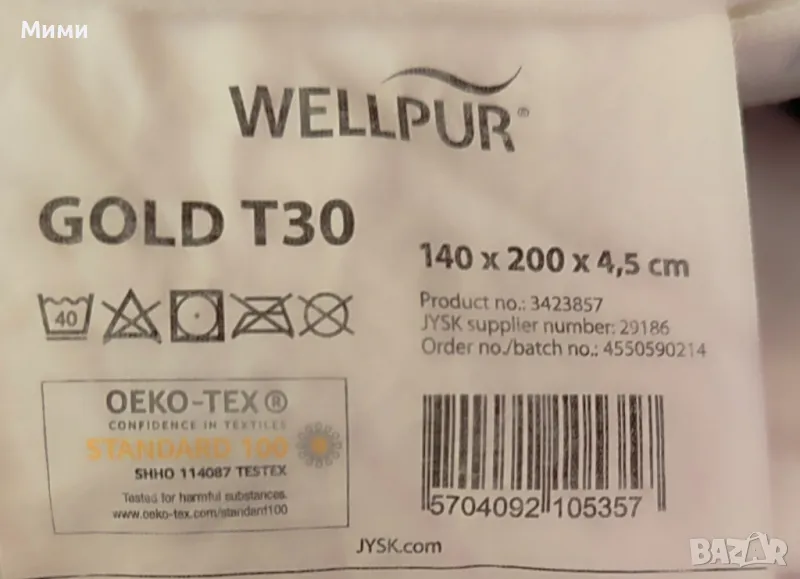 Мими
WELLPUR®
GOLD T30
140 x 200 x 4,5 cm
40
Product no.: 3423857
JYSK supplier number: 29186
Order no./batch no.: 4550590214
OEKO-TEX®
CONFIDENCE IN TEXTILES
STANDARD 100
SHHO 114087 TESTEX
Tested for harmful substances.
www.oeko-tex.com/standard100
5704092 105357
JYSK.com
BAZAR